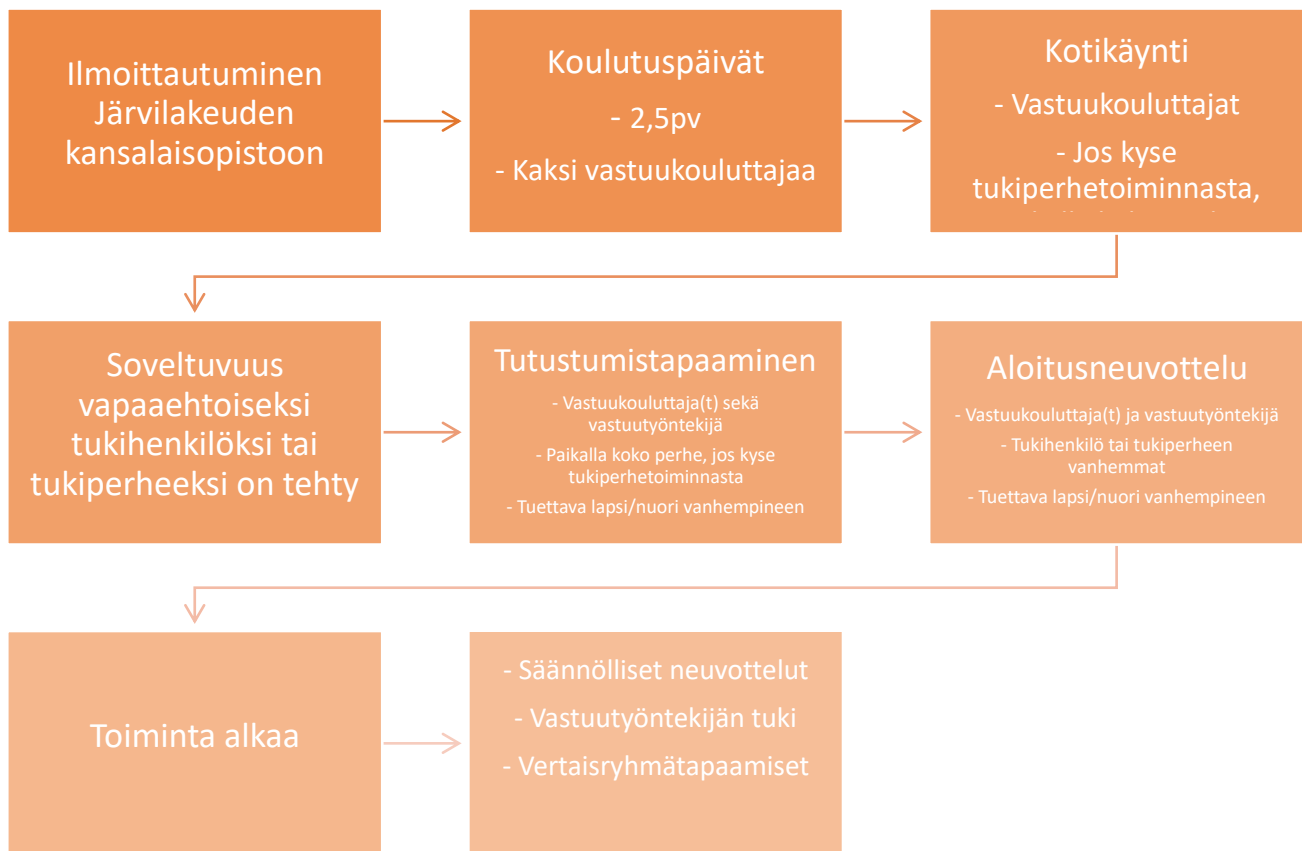 Ilmoittautuminen
Järvilakeuden
kansalaisopistoon
Koulutuspäivät
- 2,5pv
- Kaksi vastuukouluttajaa
Kotikäynti
- Vastuukouluttajat
- Jos kyse
tukiperhetoiminnasta,
Soveltuvuus
vapaaehtoiseksi
tukihenkilöksi tai
tukiperheeksi on tehty
Tutustumistapaaminen
- Vastuukouluttaja(t) sekä
vastuutyöntekijä
- Paikalla koko perhe, jos kyse
tukiperhetoiminnasta
- Tuettava lapsi/nuori vanhempineen
Aloitusneuvottelu
- Vastuukouluttaja(t) ja vastuutyöntekijä
- Tukihenkilö tai tukiperheen
vanhemmat
- Tuettava lapsi/nuori vanhempineen
Toiminta alkaa
- Säännölliset neuvottelut
- Vastuutyöntekijän tuki
- Vertaisryhmätapaamiset